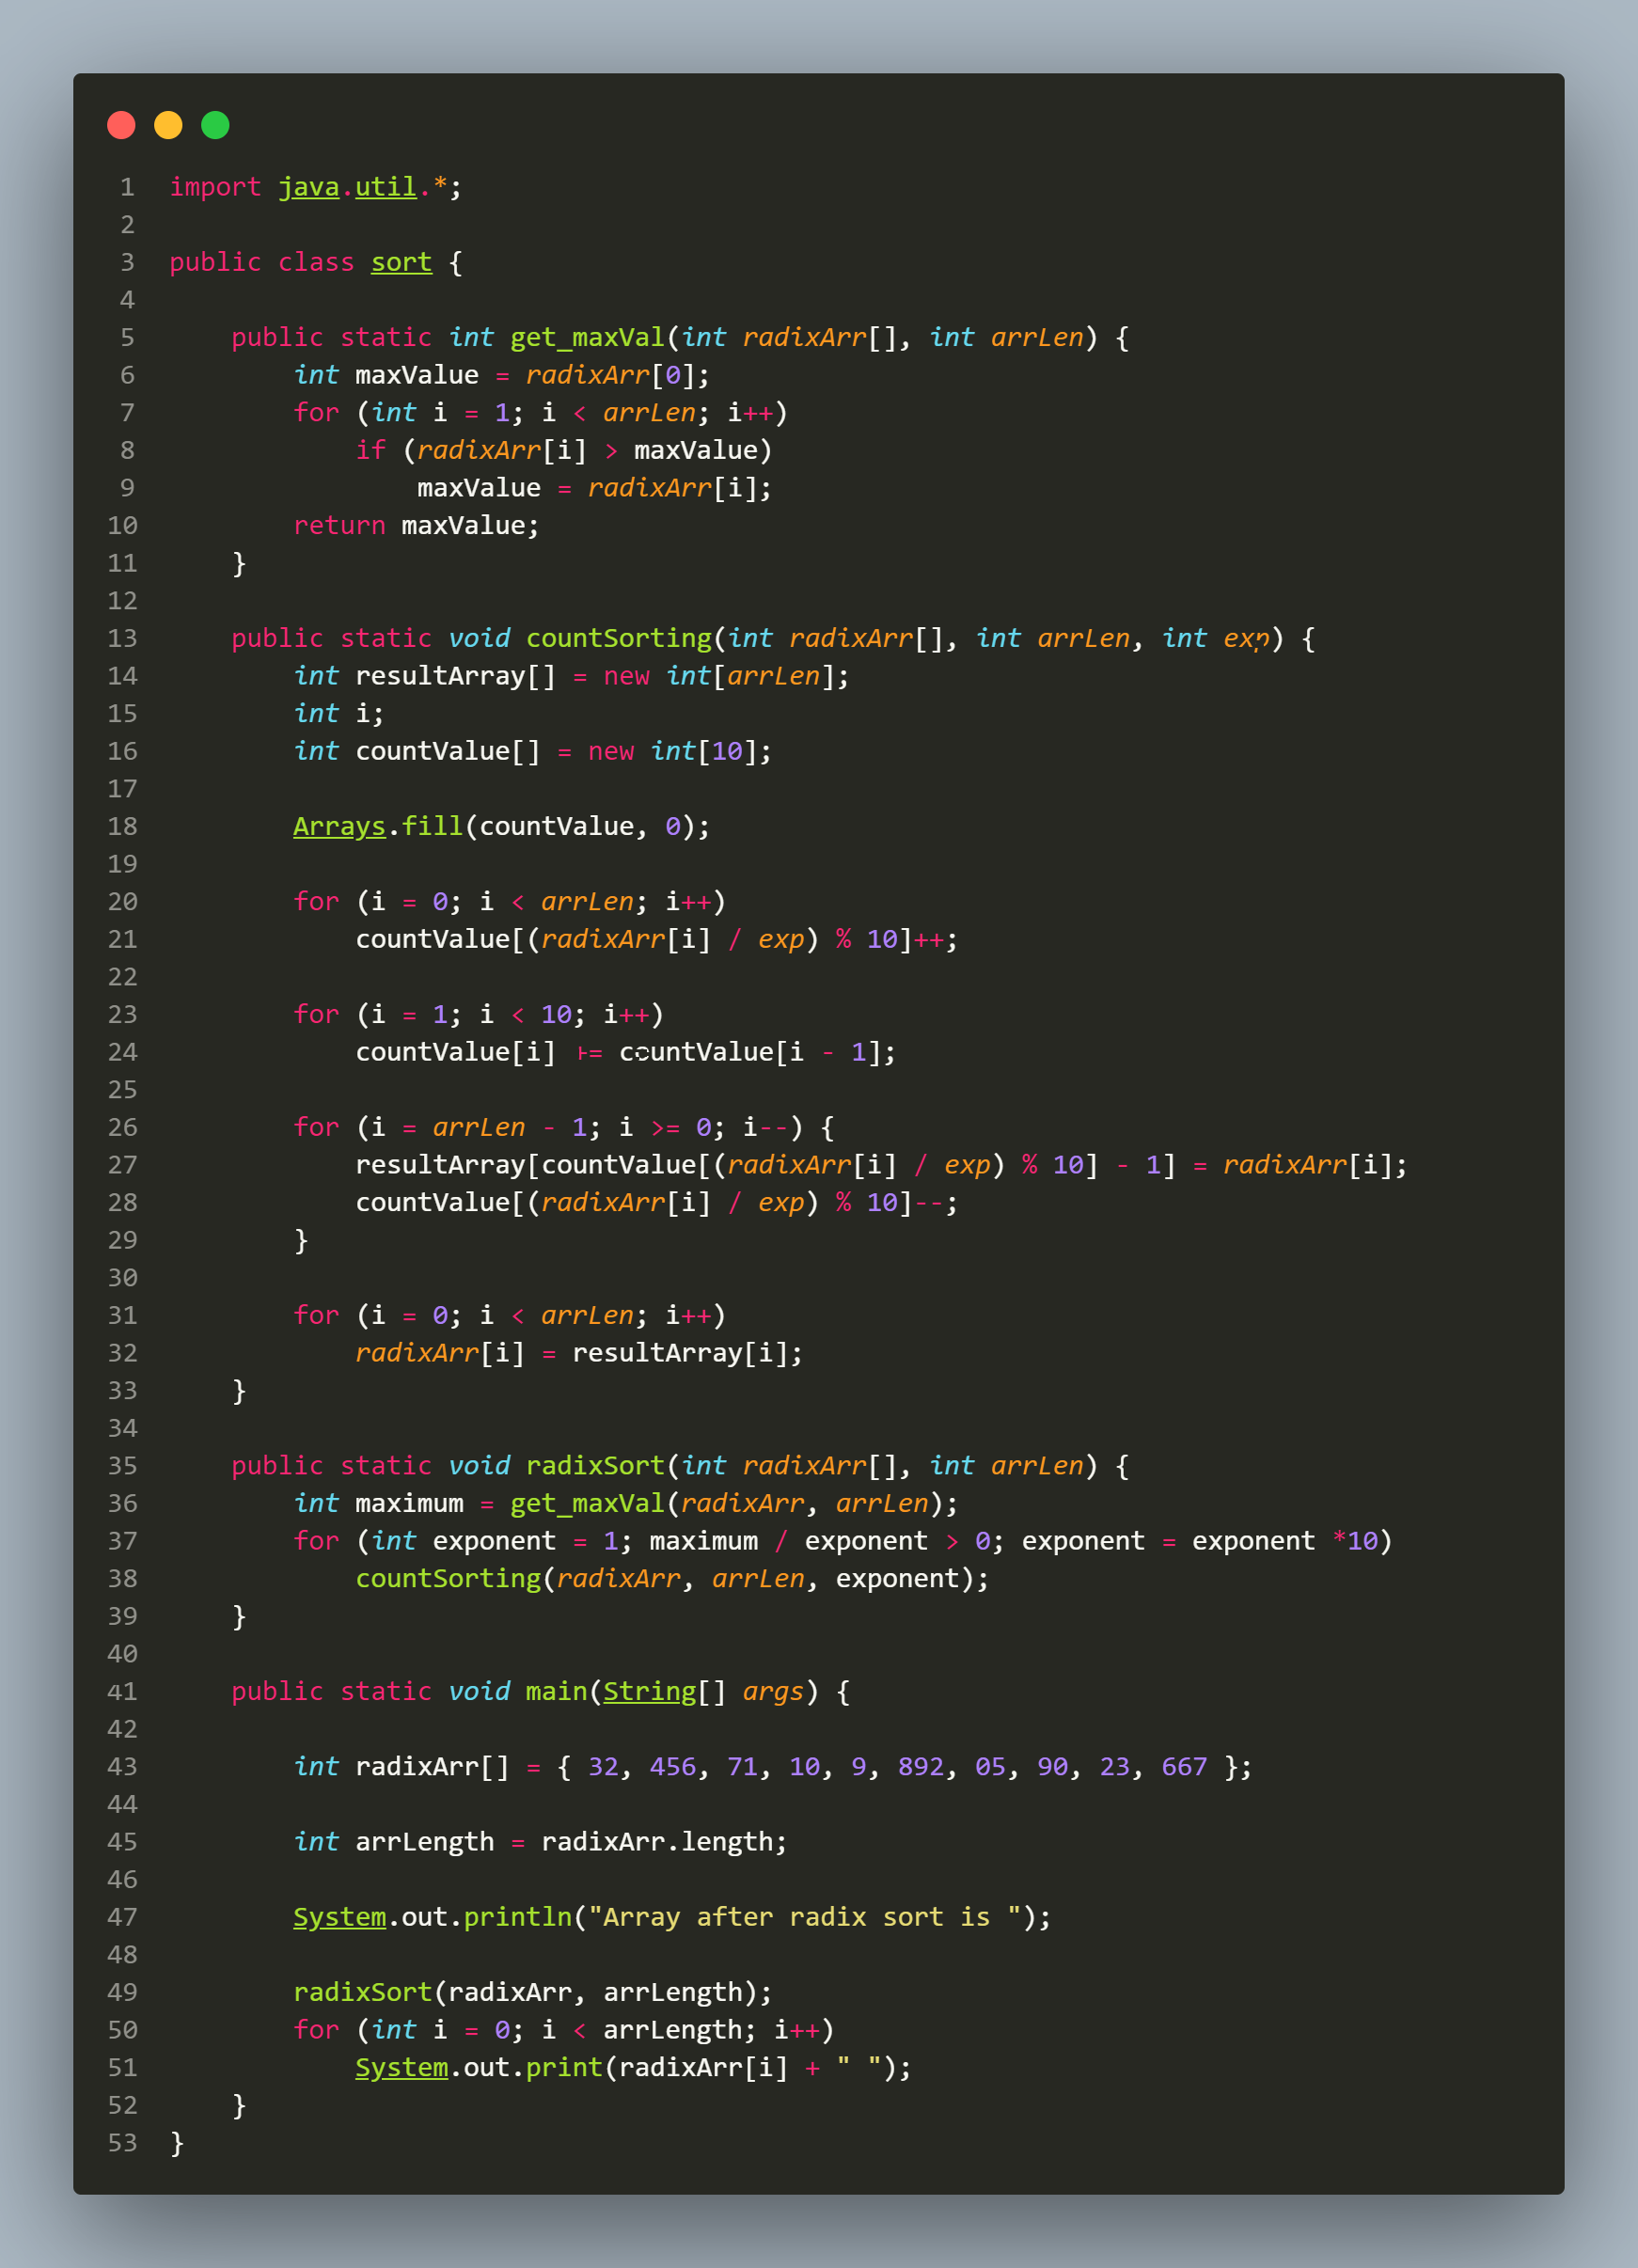 1 import java.util.*;
2
3 public class sort {
4
5     public static int get_maxVal(int radixArr[], int arrLen) {
6         int maxValue = radixArr[0];
7         for (int i = 1; i < arrLen; i++)
8             if (radixArr[i] > maxValue)
9                 maxValue = radixArr[i];
10         return maxValue;
11     }
12
13     public static void countSorting(int radixArr[], int arrLen, int exp) {
14         int resultArray[] = new int[arrLen];
15         int i;
16         int countValue[] = new int[10];
17
18         Arrays.fill(countValue, 0);
19
20         for (i = 0; i < arrLen; i++)
21             countValue[(radixArr[i] / exp) % 10]++;
22
23         for (i = 1; i < 10; i++)
24             countValue[i] += countValue[i - 1];
25
26         for (i = arrLen - 1; i >= 0; i--) {
27             resultArray[countValue[(radixArr[i] / exp) % 10] - 1] = radixArr[i];
28             countValue[(radixArr[i] / exp) % 10]--;
29         }
30
31         for (i = 0; i < arrLen; i++)
32             radixArr[i] = resultArray[i];
33     }
34
35     public static void radixSort(int radixArr[], int arrLen) {
36         int maximum = get_maxVal(radixArr, arrLen);
37         for (int exponent = 1; maximum / exponent > 0; exponent = exponent *10)
38             countSorting(radixArr, arrLen, exponent);
39     }
40
41     public static void main(String[] args) {
42
43         int radixArr[] = { 32, 456, 71, 10, 9, 892, 05, 90, 23, 667 };
44
45         int arrLength = radixArr.length;
46
47         System.out.println("Array after radix sort is ");
48
49         radixSort(radixArr, arrLength);
50         for (int i = 0; i < arrLength; i++)
51             System.out.print(radixArr[i] + " ");
52     }
53 }